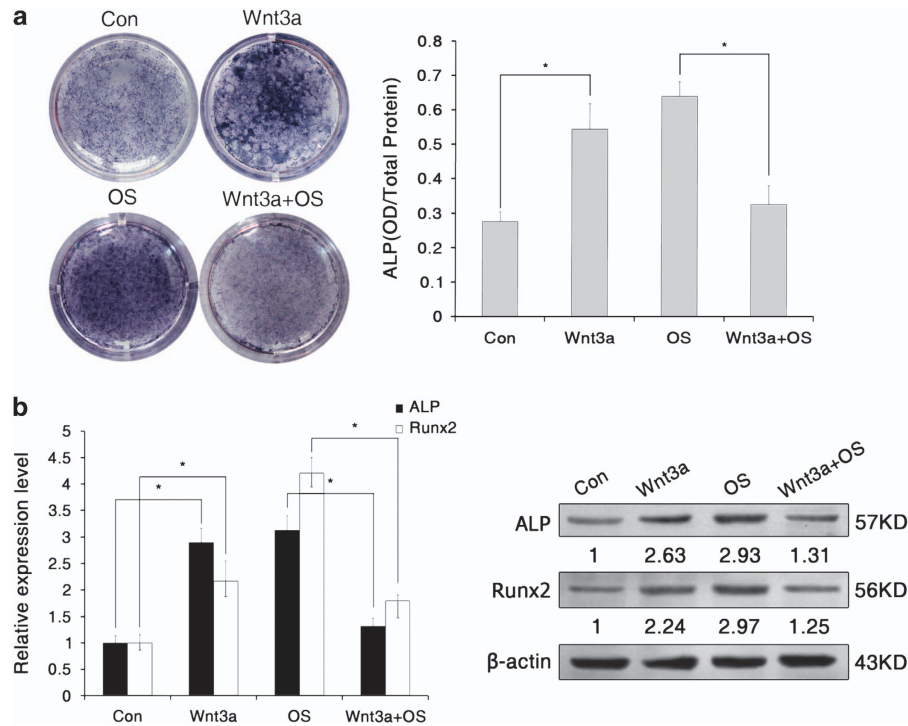 a
Con
Wnt3a
OS
Wnt3a+OS
ALP(OD/Total Protein)
0.8
0.7
0.6
0.5
0.4
0.3
0.2
0.1
0
*
*
Con
Wnt3a
OS
Wnt3a+OS
b
ALP
Runx2
Relative expression level
5
4.5
4
3.5
3
2.5
2
1.5
1
0.5
0
*
*
*
*
Con
Wnt3a
OS
Wnt3a+OS
Con
Wnt3a
OS
Wnt3a+OS
ALP
57KD
1 2.63 2.93 1.31
Runx2
56KD
1 2.24 2.97 1.25
β-actin
43KD